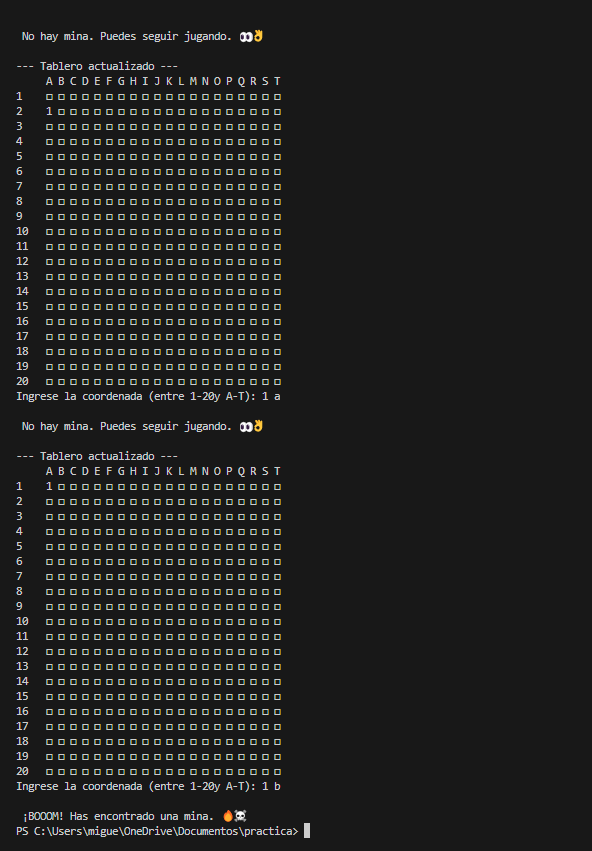 No hay mina. Puedes seguir jugando. 👀👌
--- Tablero actualizado ---
A B C D E F G H I J K L M N O P Q R S T
1 □ □ □ □ □ □ □ □ □ □ □ □ □ □ □ □ □ □ □ □
2 1 □ □ □ □ □ □ □ □ □ □ □ □ □ □ □ □ □ □ □
3 □ □ □ □ □ □ □ □ □ □ □ □ □ □ □ □ □ □ □ □
4 □ □ □ □ □ □ □ □ □ □ □ □ □ □ □ □ □ □ □ □
5 □ □ □ □ □ □ □ □ □ □ □ □ □ □ □ □ □ □ □ □
6 □ □ □ □ □ □ □ □ □ □ □ □ □ □ □ □ □ □ □ □
7 □ □ □ □ □ □ □ □ □ □ □ □ □ □ □ □ □ □ □ □
8 □ □ □ □ □ □ □ □ □ □ □ □ □ □ □ □ □ □ □ □
9 □ □ □ □ □ □ □ □ □ □ □ □ □ □ □ □ □ □ □ □
10 □ □ □ □ □ □ □ □ □ □ □ □ □ □ □ □ □ □ □ □
11 □ □ □ □ □ □ □ □ □ □ □ □ □ □ □ □ □ □ □ □
12 □ □ □ □ □ □ □ □ □ □ □ □ □ □ □ □ □ □ □ □
13 □ □ □ □ □ □ □ □ □ □ □ □ □ □ □ □ □ □ □ □
14 □ □ □ □ □ □ □ □ □ □ □ □ □ □ □ □ □ □ □ □
15 □ □ □ □ □ □ □ □ □ □ □ □ □ □ □ □ □ □ □ □
16 □ □ □ □ □ □ □ □ □ □ □ □ □ □ □ □ □ □ □ □
17 □ □ □ □ □ □ □ □ □ □ □ □ □ □ □ □ □ □ □ □
18 □ □ □ □ □ □ □ □ □ □ □ □ □ □ □ □ □ □ □ □
19 □ □ □ □ □ □ □ □ □ □ □ □ □ □ □ □ □ □ □ □
20 □ □ □ □ □ □ □ □ □ □ □ □ □ □ □ □ □ □ □ □
Ingrese la coordenada (entre 1-20y A-T): 1 a
No hay mina. Puedes seguir jugando. 👀👌
--- Tablero actualizado ---
A B C D E F G H I J K L M N O P Q R S T
1 1 □ □ □ □ □ □ □ □ □ □ □ □ □ □ □ □ □ □ □
2 □ □ □ □ □ □ □ □ □ □ □ □ □ □ □ □ □ □ □ □
3 □ □ □ □ □ □ □ □ □ □ □ □ □ □ □ □ □ □ □ □
4 □ □ □ □ □ □ □ □ □ □ □ □ □ □ □ □ □ □ □ □
5 □ □ □ □ □ □ □ □ □ □ □ □ □ □ □ □ □ □ □ □
6 □ □ □ □ □ □ □ □ □ □ □ □ □ □ □ □ □ □ □ □
7 □ □ □ □ □ □ □ □ □ □ □ □ □ □ □ □ □ □ □ □
8 □ □ □ □ □ □ □ □ □ □ □ □ □ □ □ □ □ □ □ □
9 □ □ □ □ □ □ □ □ □ □ □ □ □ □ □ □ □ □ □ □
10 □ □ □ □ □ □ □ □ □ □ □ □ □ □ □ □ □ □ □ □
11 □ □ □ □ □ □ □ □ □ □ □ □ □ □ □ □ □ □ □ □
12 □ □ □ □ □ □ □ □ □ □ □ □ □ □ □ □ □ □ □ □
13 □ □ □ □ □ □ □ □ □ □ □ □ □ □ □ □ □ □ □ □
14 □ □ □ □ □ □ □ □ □ □ □ □ □ □ □ □ □ □ □ □
15 □ □ □ □ □ □ □ □ □ □ □ □ □ □ □ □ □ □ □ □
16 □ □ □ □ □ □ □ □ □ □ □ □ □ □ □ □ □ □ □ □
17 □ □ □ □ □ □ □ □ □ □ □ □ □ □ □ □ □ □ □ □
18 □ □ □ □ □ □ □ □ □ □ □ □ □ □ □ □ □ □ □ □
19 □ □ □ □ □ □ □ □ □ □ □ □ □ □ □ □ □ □ □ □
20 □ □ □ □ □ □ □ □ □ □ □ □ □ □ □ □ □ □ □ □
Ingrese la coordenada (entre 1-20y A-T): 1 b
¡BOOOM! Has encontrado una mina. 🔥☠️
PS C:\Users\migue\OneDrive\Documentos\practica>